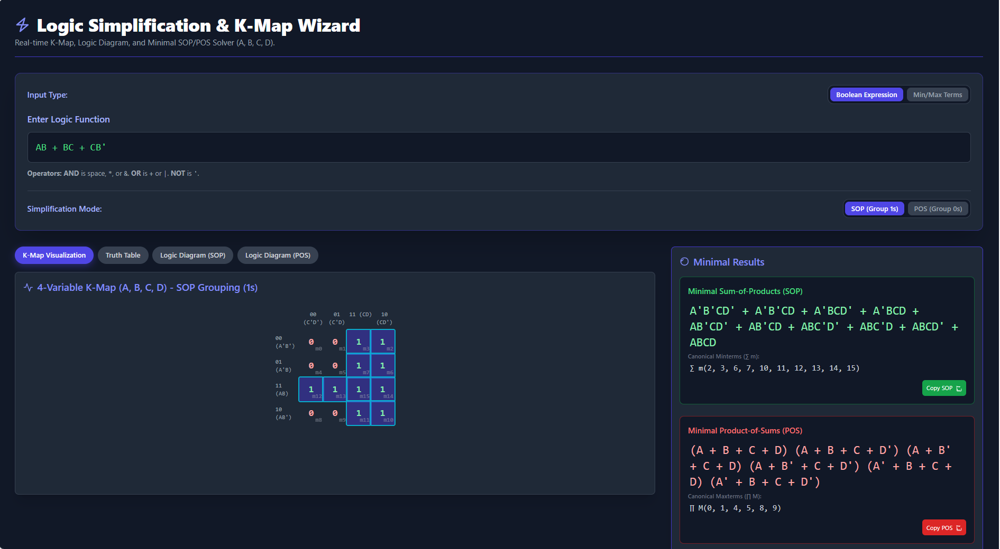 Logic Simplification & K-Map Wizard
Real-time K-Map, Logic Diagram, and Minimal SOP/POS Solver (A, B, C, D).
Input Type:
Boolean Expression
Min/Max Terms
Enter Logic Function
AB + BC + CB'
Operators: AND is space, *, or &. OR is + or |. NOT is '.
Simplification Mode:
SOP (Group 1s)
POS (Group 0s)
K-Map Visualization
Truth Table
Logic Diagram (SOP)
Logic Diagram (POS)
4-Variable K-Map (A, B, C, D) - SOP Grouping (1s)
00 01 11 (CD) 10
(C'D') (C'D) (CD')
00
(A'B')
0 m0 0 m1 1 m3 1 m2
01
(A'B)
0 m4 0 m5 1 m7 1 m6
11
(AB)
1 m12 1 m13 1 m15 1 m14
10
(AB')
0 m8 0 m9 1 m11 1 m10
Minimal Results
Minimal Sum-of-Products (SOP)
A'B'CD' + A'B'CD + A'BCD' + A'BCD +
AB'CD' + AB'CD + ABC'D' + ABC'D + ABCD' +
ABCD
Canonical Minterms (∑ m):
∑ m(2, 3, 6, 7, 10, 11, 12, 13, 14, 15)
Copy SOP
Minimal Product-of-Sums (POS)
(A + B + C + D) (A + B + C + D') (A + B'
+ C + D) (A + B' + C + D') (A' + B + C +
D) (A' + B + C + D')
Canonical Maxterms (∏ M):
∏ M(0, 1, 4, 5, 8, 9)
Copy POS